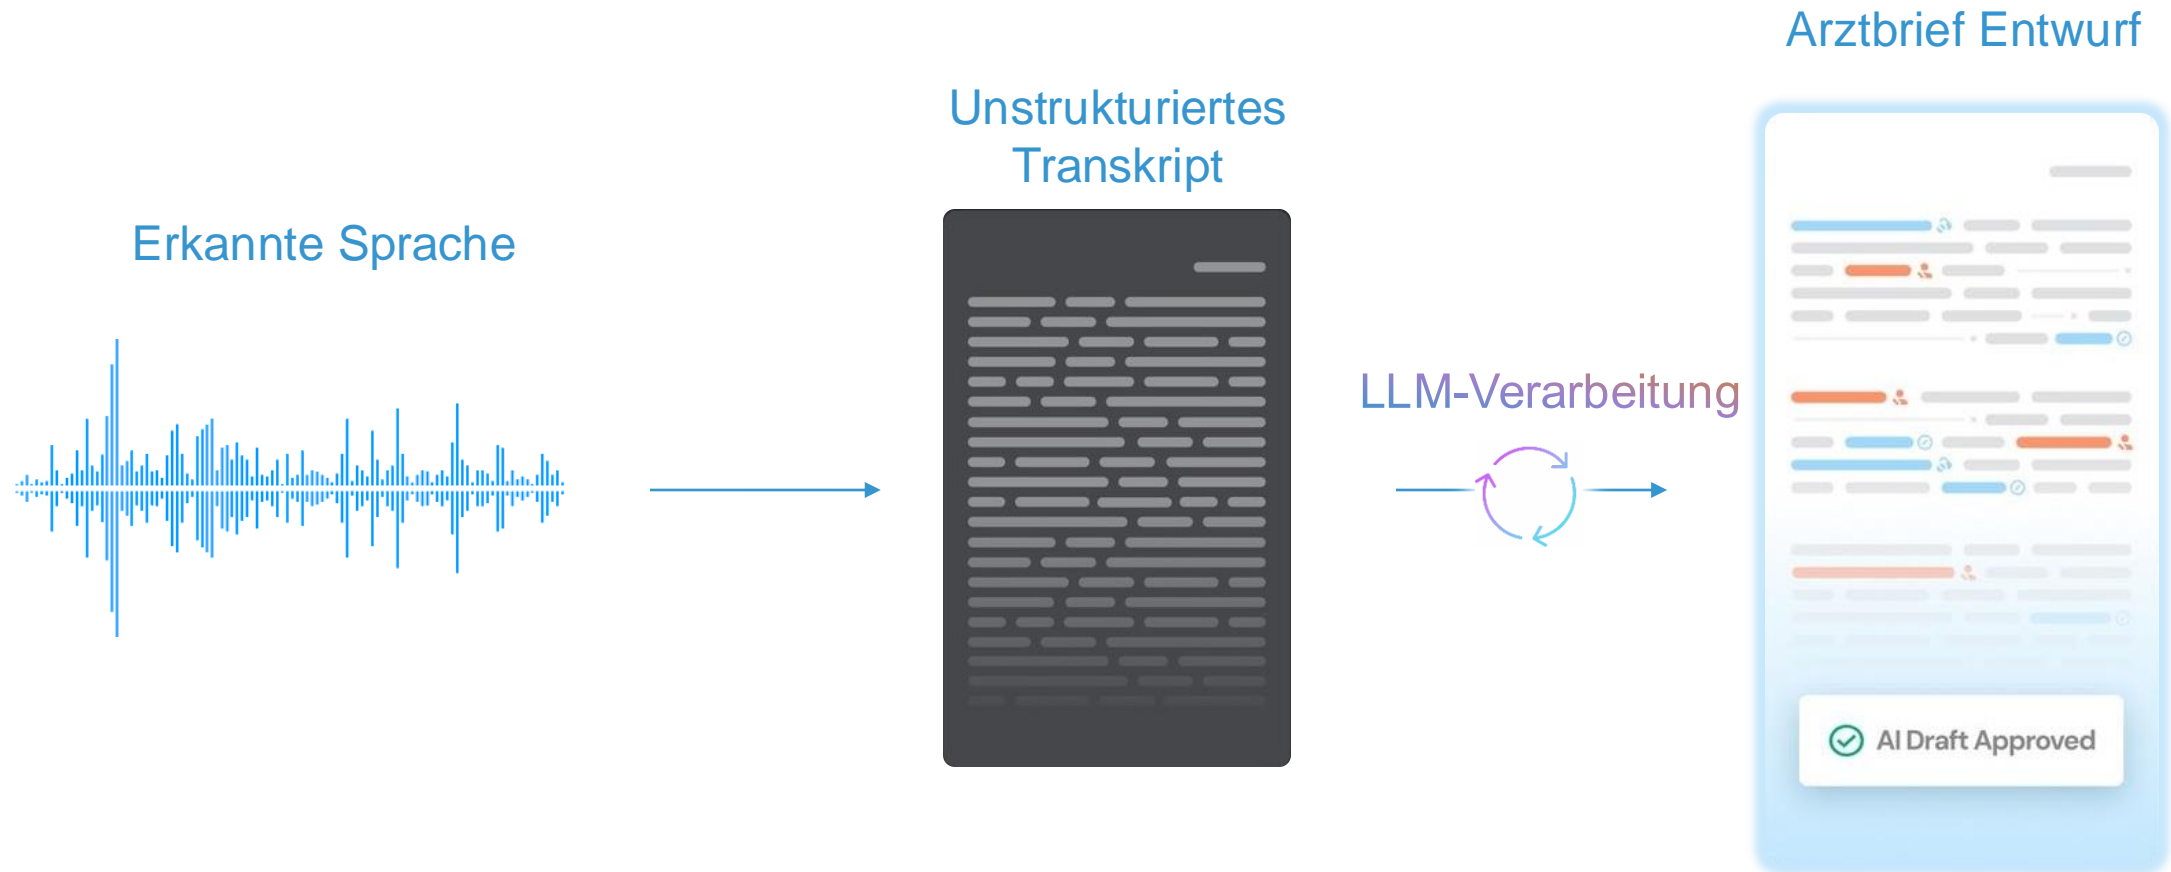 Erkannte Sprache
Unstrukturiertes
Transkript
LLM-Verarbeitung
Arztbrief Entwurf
AI Draft Approved